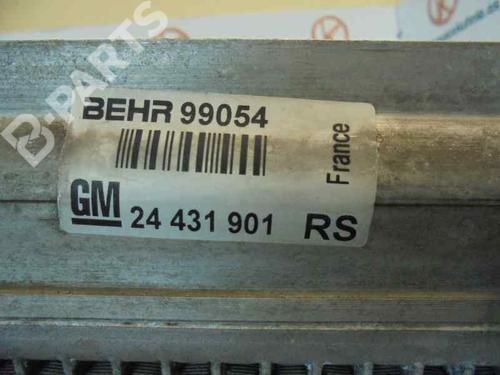 B-PARTS
BEHR 99054
France
GM 24 431 901 RS